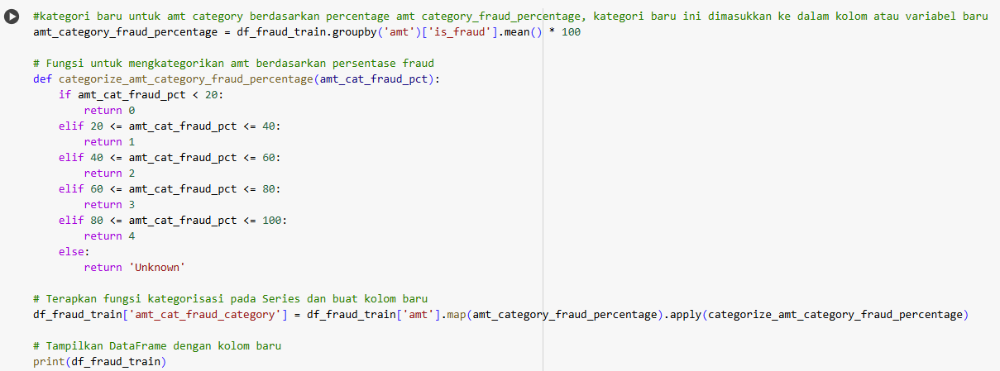 #kategori baru untuk amt category berdasarkan percentage amt category_fraud_percentage, kategori baru ini dimasukkan ke dalam kolom atau variabel baru
amt_category_fraud_percentage = df_fraud_train.groupby('amt')['is_fraud'].mean() * 100
# Fungsi untuk mengkategorikan amt berdasarkan persentase fraud
def categorize_amt_category_fraud_percentage(amt_cat_fraud_pct):
    if amt_cat_fraud_pct < 20:
        return 0
    elif 20 <= amt_cat_fraud_pct <= 40:
        return 1
    elif 40 <= amt_cat_fraud_pct <= 60:
        return 2
    elif 60 <= amt_cat_fraud_pct <= 80:
        return 3
    elif 80 <= amt_cat_fraud_pct <= 100:
        return 4
    else:
        return 'Unknown'
# Terapkan fungsi kategorisasi pada Series dan buat kolom baru
df_fraud_train['amt_cat_fraud_category'] = df_fraud_train['amt'].map(amt_category_fraud_percentage).apply(categorize_amt_category_fraud_percentage)
# Tampilkan DataFrame dengan kolom baru
print(df_fraud_train)